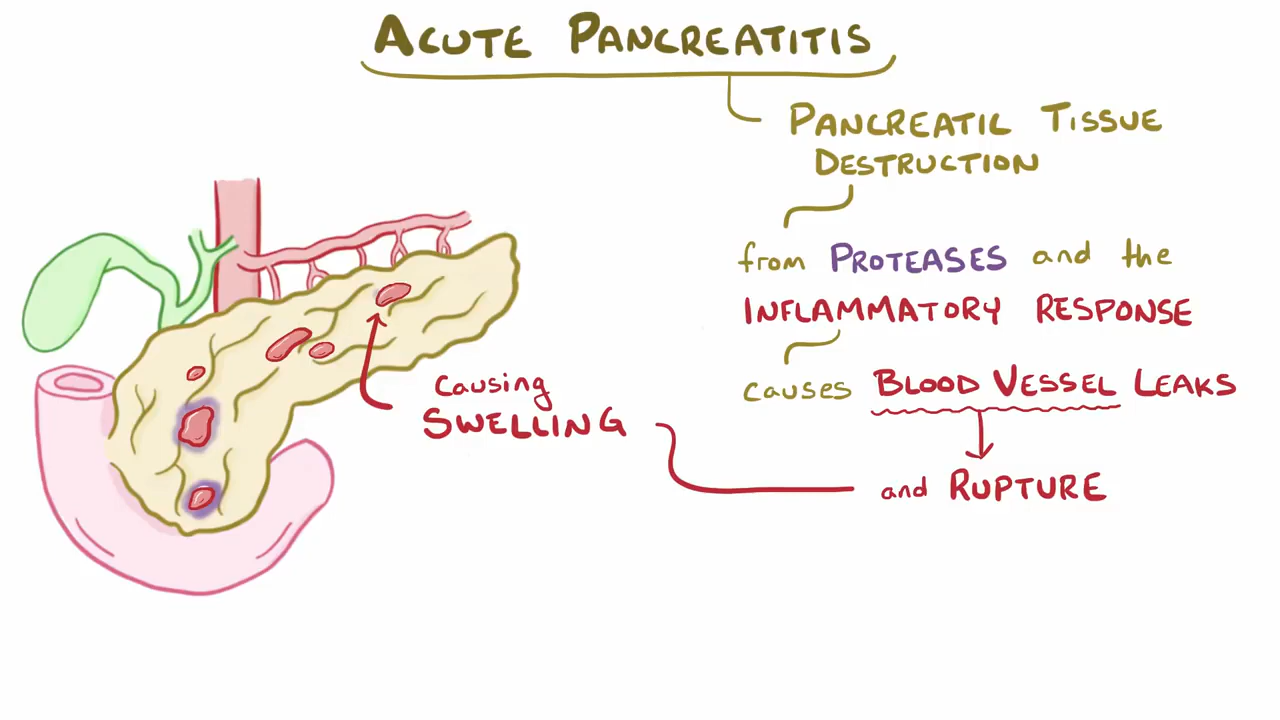 ACUTE PANCREATITIS
PANCREATIC TISSUE
DESTRUCTION
from PROTEASES and the
INFLAMMATORY RESPONSE
causes BLOOD VESSEL LEAKS
and RUPTURE
Causing
SWELLING